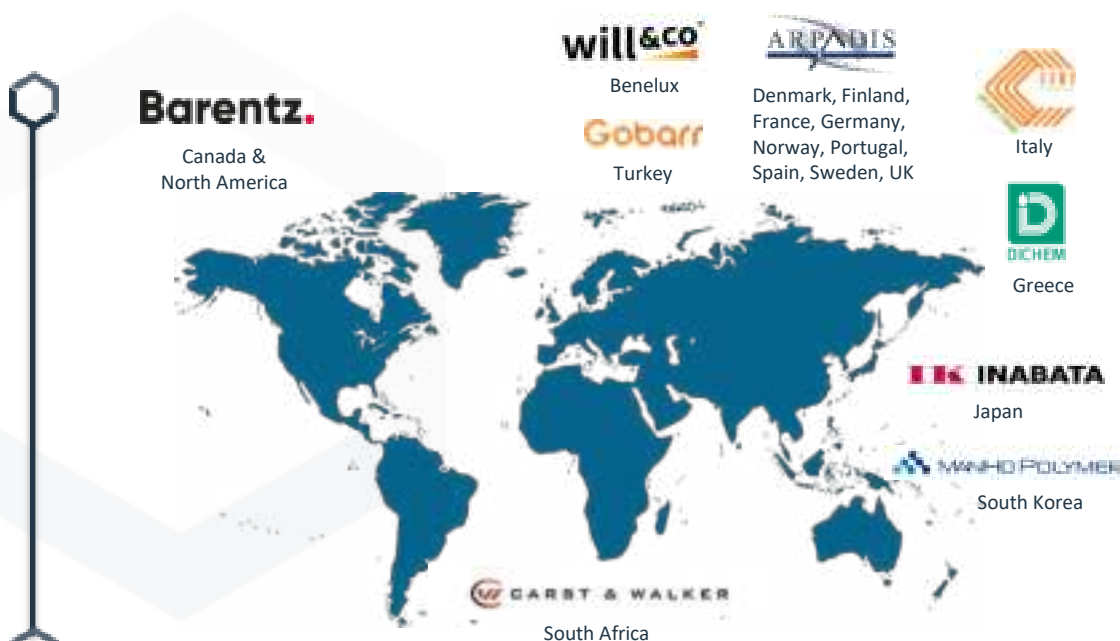 will&co
Benelux
ARPADIS
Denmark, Finland,
France, Germany,
Norway, Portugal,
Spain, Sweden, UK
Italy
Barentz.
Canada &
North America
Gobarr
Turkey
DICHEM
Greece
IK INABATA
Japan
MANHO POLYMER
South Korea
CARST & WALKER
South Africa